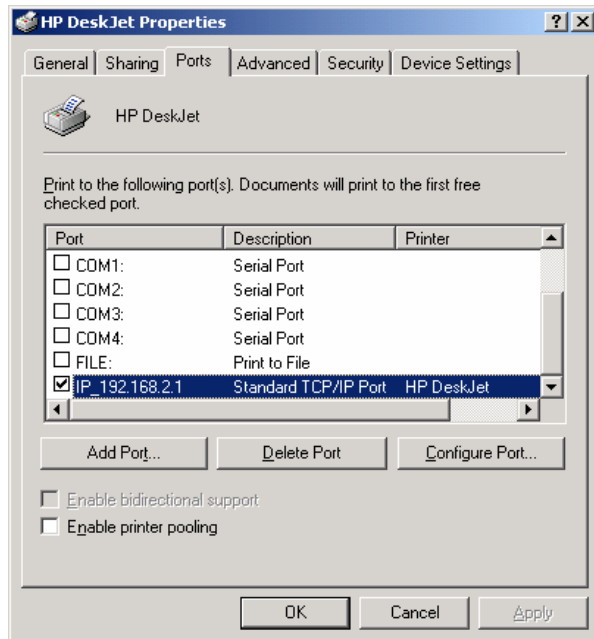 HP DeskJet Properties
General Sharing Ports Advanced Security Device Settings
HP DeskJet
Print to the following port(s). Documents will print to the first free
checked port.
Port Description Printer
COM1: Serial Port
COM2: Serial Port
COM3: Serial Port
COM4: Serial Port
FILE: Print to File
IP_192.168.2.1 Standard TCP/IP Port HP DeskJet
Add Port... Delete Port Configure Port...
Enable bidirectional support
Enable printer pooling
OK Cancel Apply